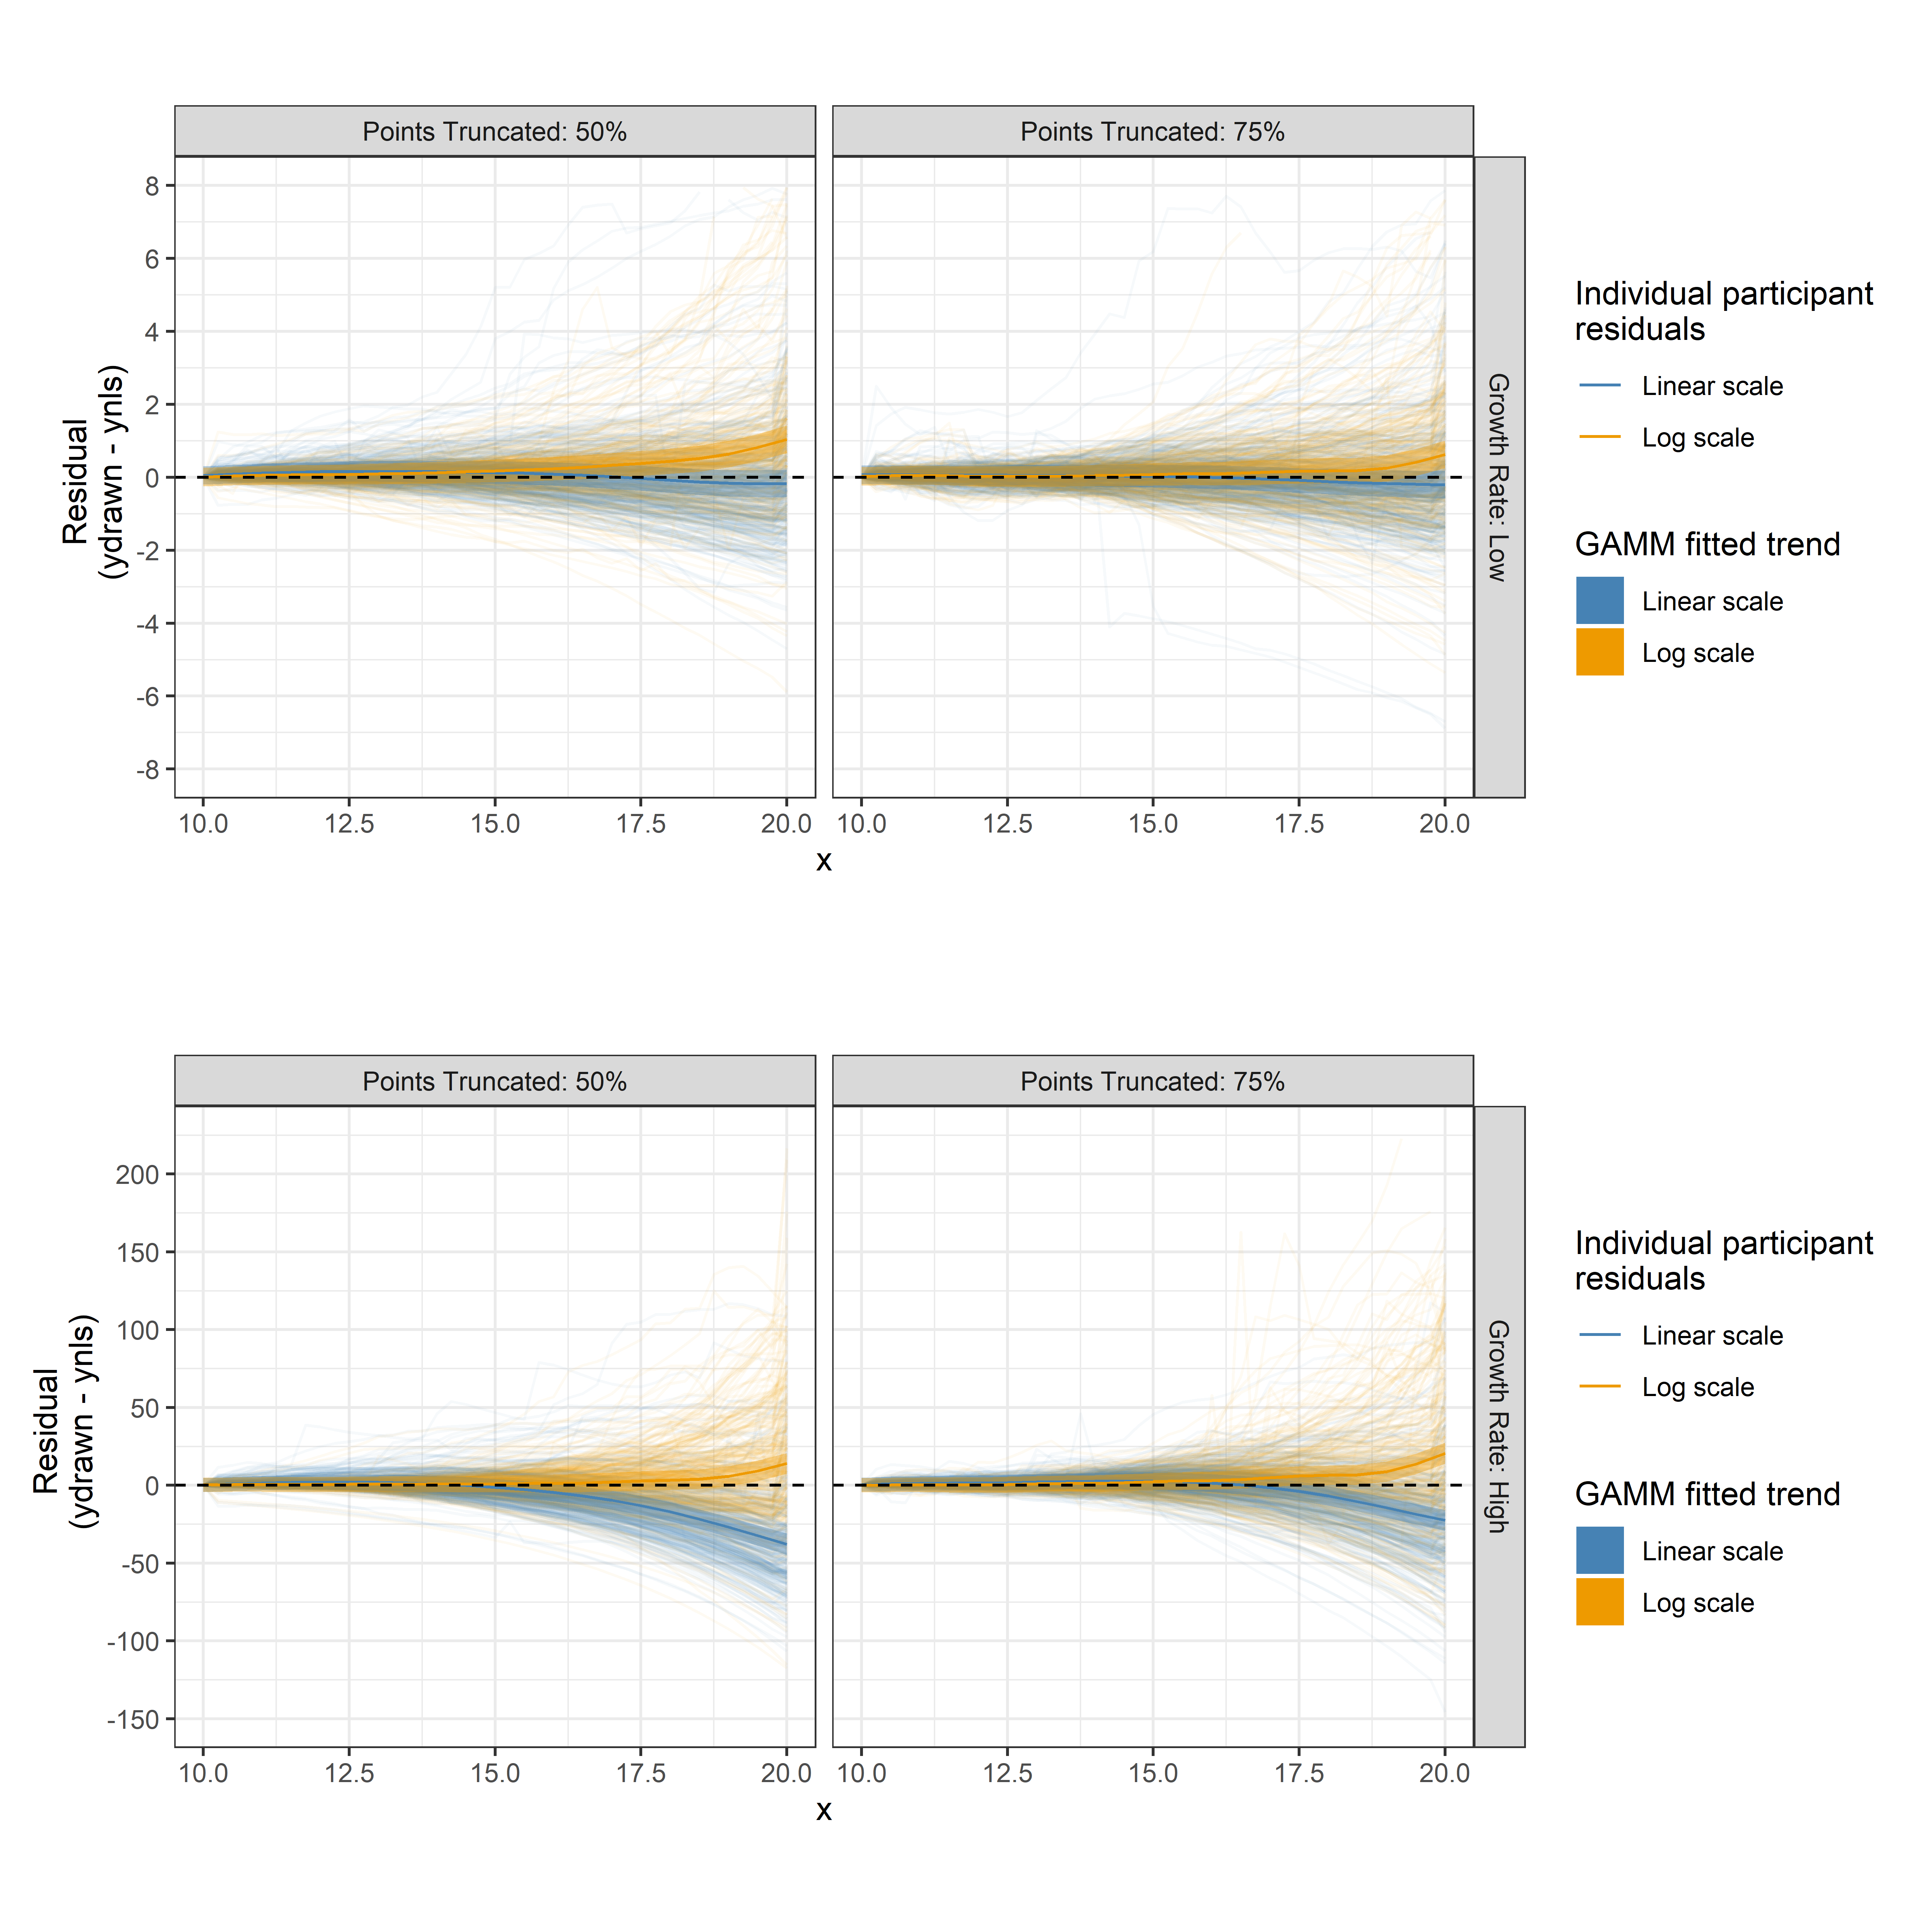 Points Truncated: 50%
Points Truncated: 75%
8
6
4
2
0
-2
-4
-6
-8
Residual
(ydrawn - ynls)
Growth Rate: Low
10.0 12.5 15.0 17.5 20.0
10.0 12.5 15.0 17.5 20.0
x
Individual participant
residuals
Linear scale
Log scale
GAMM fitted trend
Linear scale
Log scale
Points Truncated: 50%
Points Truncated: 75%
200
150
100
50
0
-50
-100
-150
Residual
(ydrawn - ynls)
Growth Rate: High
10.0 12.5 15.0 17.5 20.0
10.0 12.5 15.0 17.5 20.0
x
Individual participant
residuals
Linear scale
Log scale
GAMM fitted trend
Linear scale
Log scale